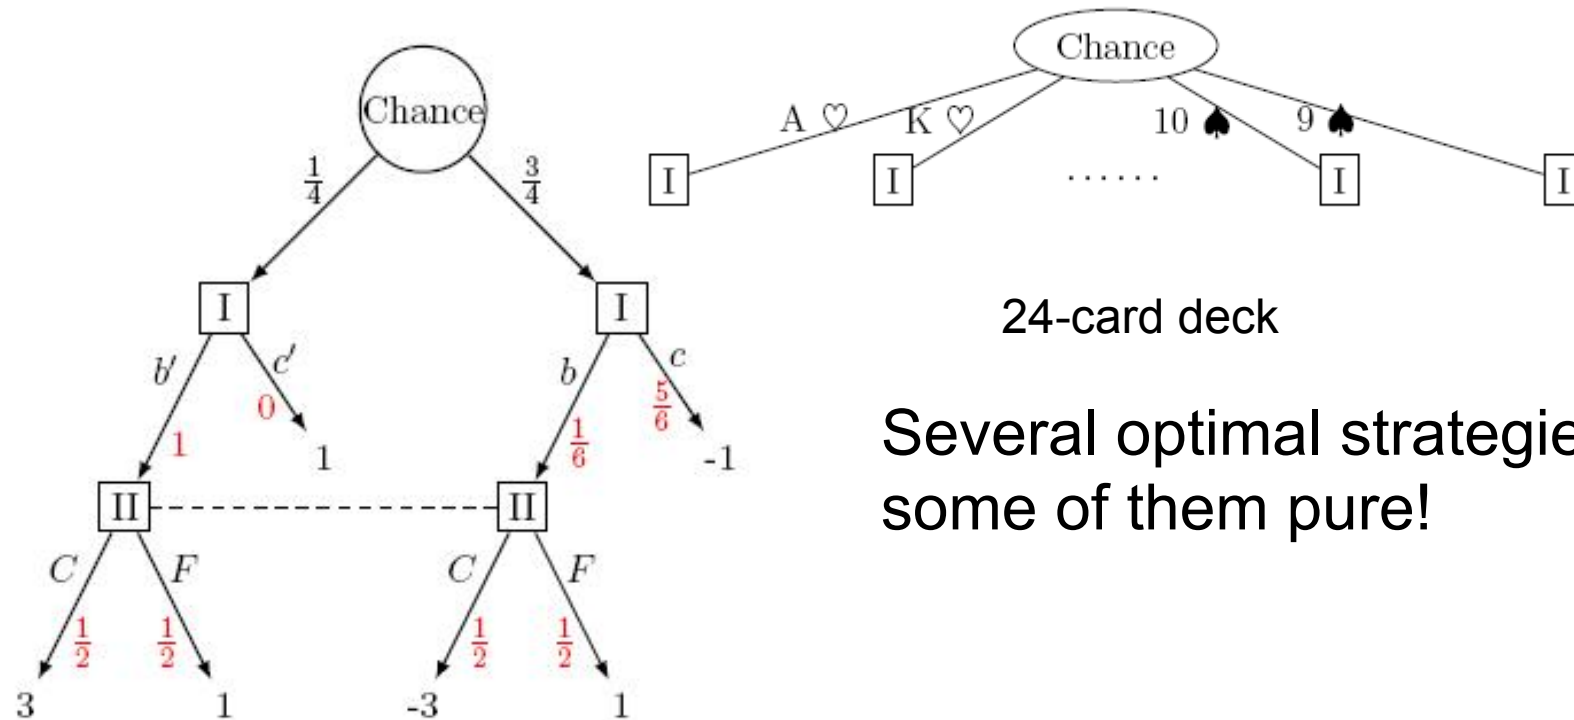 Chance
1/4 3/4
I I
b′ c′ b c
1 0 1/6 5/6
1 -1
II II
C F C F
1/2 1/2 1/2 1/2
3 1 -3 1
Chance
A ♡ K ♡ 10 ♠ 9 ♠
I I ...... I I
24-card deck
Several optimal strategie
some of them pure!